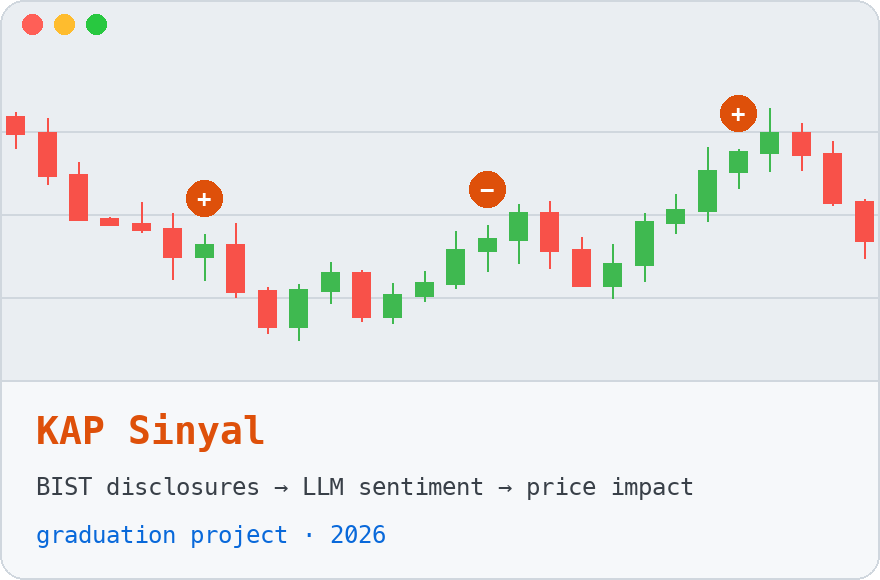 +
−
+
KAP Sinyal
BIST disclosures → LLM sentiment → price impact
graduation project · 2026